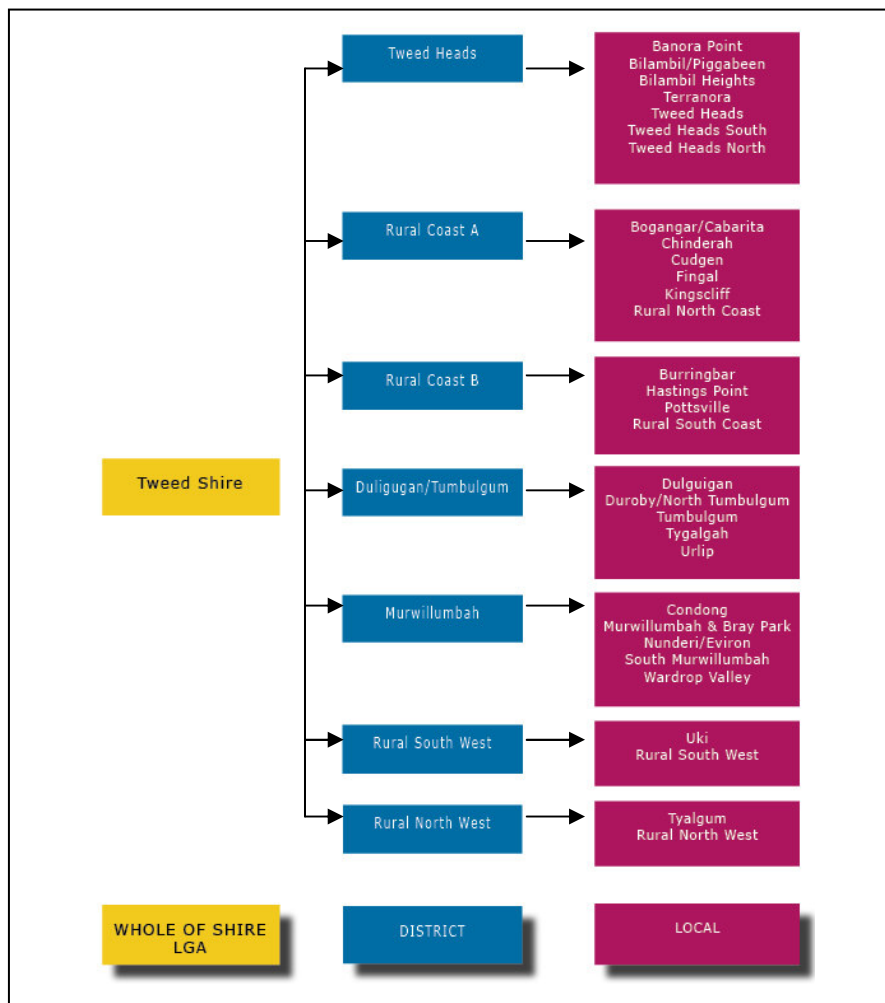 Tweed Heads
Banora Point
Bilambil/Piggabeen
Bilambil Heights
Terranora
Tweed Heads
Tweed Heads South
Tweed Heads North
Rural Coast A
Bogangar/Cabarita
Chinderah
Cudgen
Fingal
Kingscliff
Rural North Coast
Rural Coast B
Burringbar
Hastings Point
Pottsville
Rural South Coast
Tweed Shire
Duligugan/Tumbulgum
Dulguigan
Duroby/North Tumbulgum
Tumbulgum
Tygalgah
Urlip
Murwillumbah
Condong
Murwillumbah & Bray Park
Nunderi/Eviron
South Murwillumbah
Wardrop Valley
Rural South West
Uki
Rural South West
Rural North West
Tyalgum
Rural North West
WHOLE OF SHIRE
LGA
DISTRICT
LOCAL